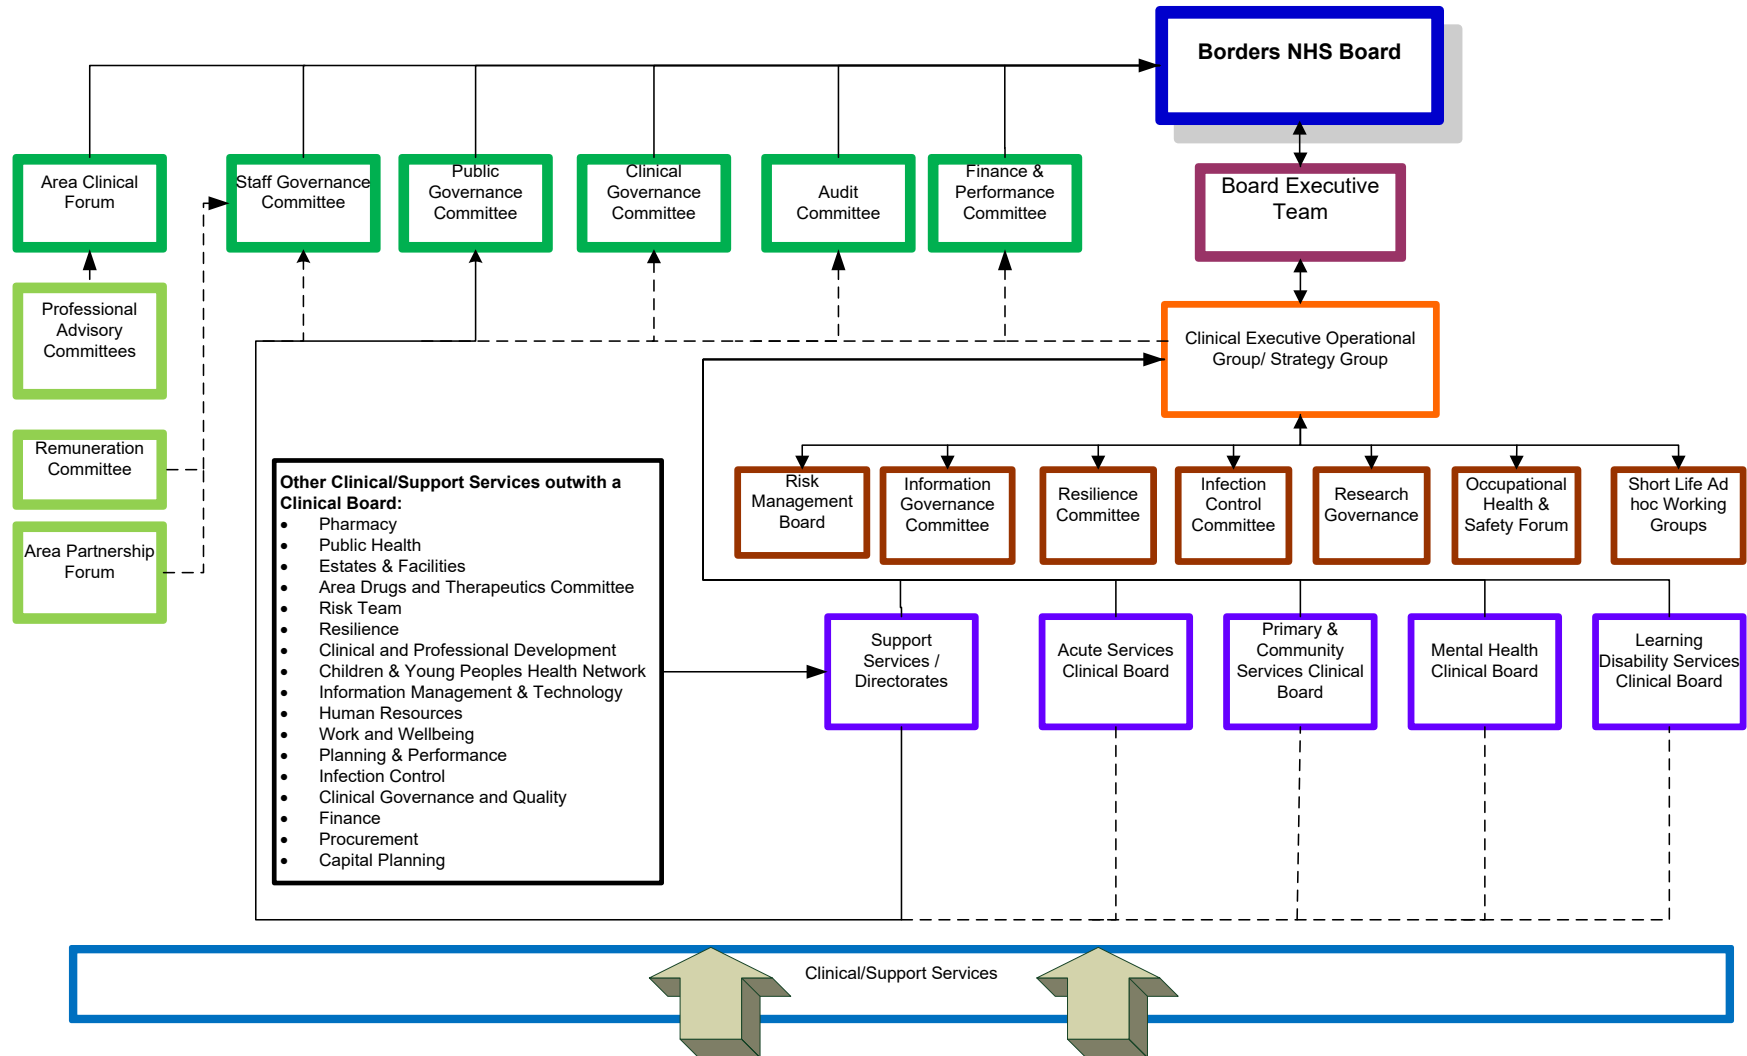 Borders NHS Board
Area Clinical
Forum
Staff Governance
Committee
Public
Governance
Committee
Clinical
Governance
Committee
Audit
Committee
Finance &
Performance
Committee
Board Executive
Team
Professional
Advisory
Committees
Clinical Executive Operational
Group/ Strategy Group
Remuneration
Committee
Area Partnership
Forum
Other Clinical/Support Services outwith a
Clinical Board:
• Pharmacy
• Public Health
• Estates & Facilities
• Area Drugs and Therapeutics Committee
• Risk Team
• Resilience
• Clinical and Professional Development
• Children & Young Peoples Health Network
• Information Management & Technology
• Human Resources
• Work and Wellbeing
• Planning & Performance
• Infection Control
• Clinical Governance and Quality
• Finance
• Procurement
• Capital Planning
Risk
Management
Board
Information
Governance
Committee
Resilience
Committee
Infection
Control
Committee
Research
Governance
Occupational
Health &
Safety Forum
Short Life Ad
hoc Working
Groups
Support
Services /
Directorates
Acute Services
Clinical Board
Primary &
Community
Services Clinical
Board
Mental Health
Clinical Board
Learning
Disability Services
Clinical Board
Clinical/Support Services